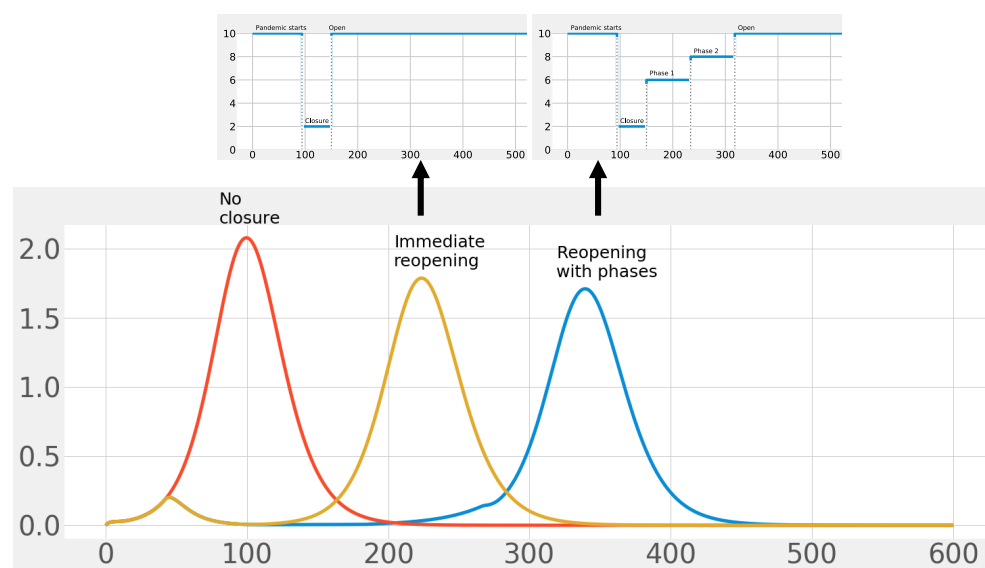 Pandemic starts Open
10
8
6
4
2
0
Closure
0 100 200 300 400 500
Pandemic starts Open
10
8
6
4
2
0
Phase 2
Phase 1
Closure
0 100 200 300 400 500
No
closure
Immediate
reopening
Reopening
with phases
2.0
1.5
1.0
0.5
0.0
0 100 200 300 400 500 600